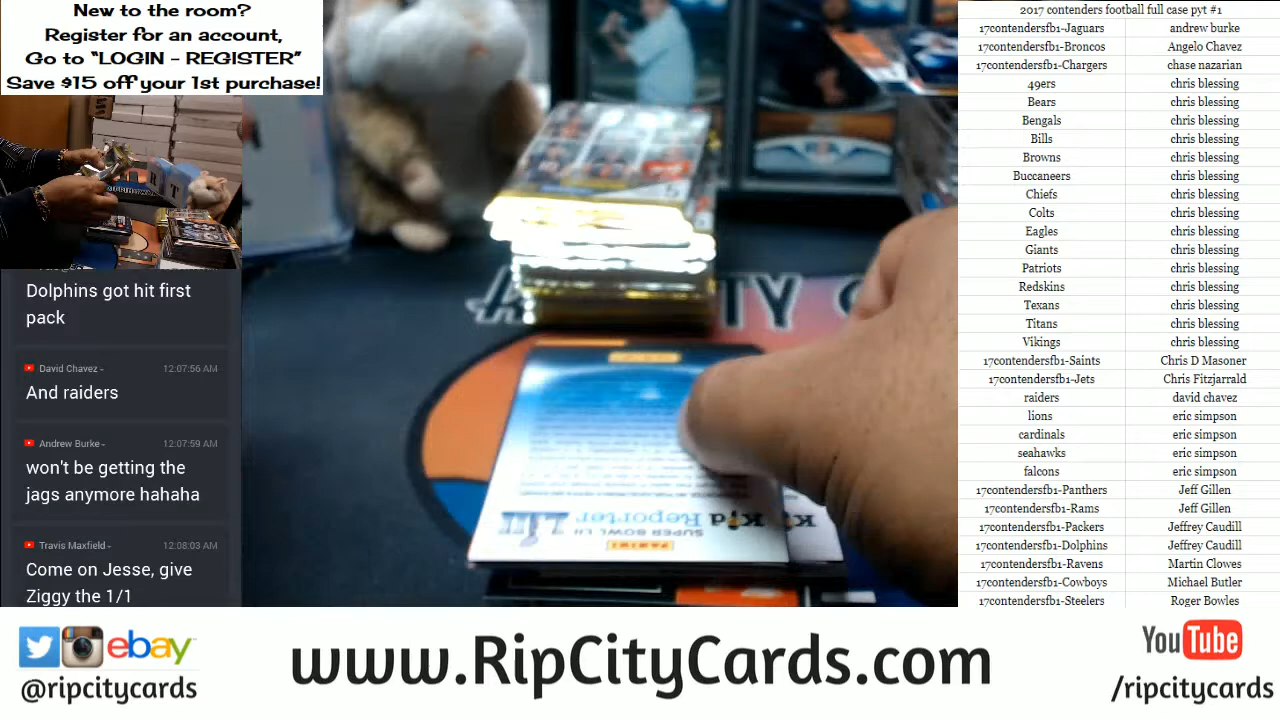 New to the room?
Register for an account,
Go to "LOGIN - REGISTER"
Save $15 off your 1st purchase!
Dolphins got hit first
pack
David Chavez - 12:07:56 AM
And raiders
Andrew Burke - 12:07:59 AM
won't be getting the
jags anymore hahaha
Travis Maxfield - 12:08:03 AM
Come on Jesse, give
Ziggy the 1/1
TY C
Kid Reporter
SUPER BOWL LII
PANINI
2017 contenders football full case pyt #1
17contendersfb1-Jaguars andrew burke
17contendersfb1-Broncos Angelo Chavez
17contendersfb1-Chargers chase nazarian
49ers chris blessing
Bears chris blessing
Bengals chris blessing
Bills chris blessing
Browns chris blessing
Buccaneers chris blessing
Chiefs chris blessing
Colts chris blessing
Eagles chris blessing
Giants chris blessing
Patriots chris blessing
Redskins chris blessing
Texans chris blessing
Titans chris blessing
Vikings chris blessing
17contendersfb1-Saints Chris D Masoner
17contendersfb1-Jets Chris Fitzjarrald
raiders david chavez
lions eric simpson
cardinals eric simpson
seahawks eric simpson
falcons eric simpson
17contendersfb1-Panthers Jeff Gillen
17contendersfb1-Rams Jeff Gillen
17contendersfb1-Packers Jeffrey Caudill
17contendersfb1-Dolphins Jeffrey Caudill
17contendersfb1-Ravens Martin Clowes
17contendersfb1-Cowboys Michael Butler
17contendersfb1-Steelers Roger Bowles
ebay
@ripcitycards
www.RipCityCards.com
YouTube
/ripcitycards